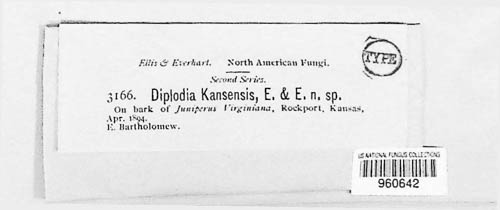 Ellis & Everhart. North American Fungi.
TYPE
Second Series.
3166. Diplodia Kansensis, E. & E. n. sp.
On bark of Juniperus Virginiana, Rockport, Kansas,
Apr. 1894.
E. Bartholomew.
US NATIONAL FUNGUS COLLECTIONS
960642